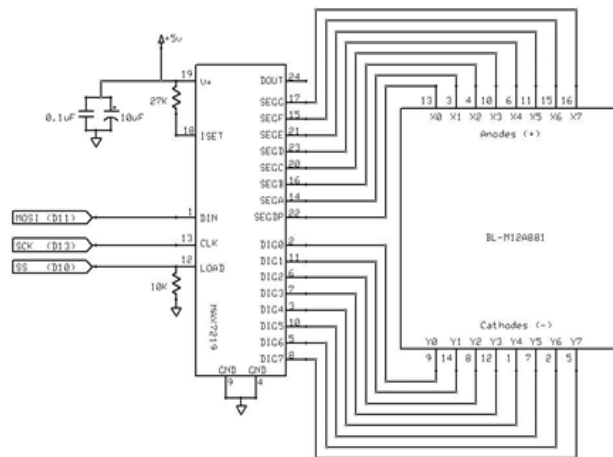 +5v
19 V+ DOUT 24
27K
0.1uF 10uF
18 ISET
SEGG 17
SEGF 15
SEGE 21
SEGD 23
SEGC 20
SEGB 16
SEGA 14
SEGDP 22
MOSI (D11) 1 DIN
SCK (D13) 13 CLK
SS (D10) 12 LOAD
10K
MAX7219
DIG0 2
DIG1 11
DIG2 6
DIG3 7
DIG4 3
DIG5 10
DIG6 5
DIG7 8
GND GND
9 4
13 3 4 10 6 11 15 16
X0 X1 X2 X3 X4 X5 X6 X7
Anodes (+)
BL-M12A881
Cathodes (-)
Y0 Y1 Y2 Y3 Y4 Y5 Y6 Y7
9 14 8 12 1 7 2 5